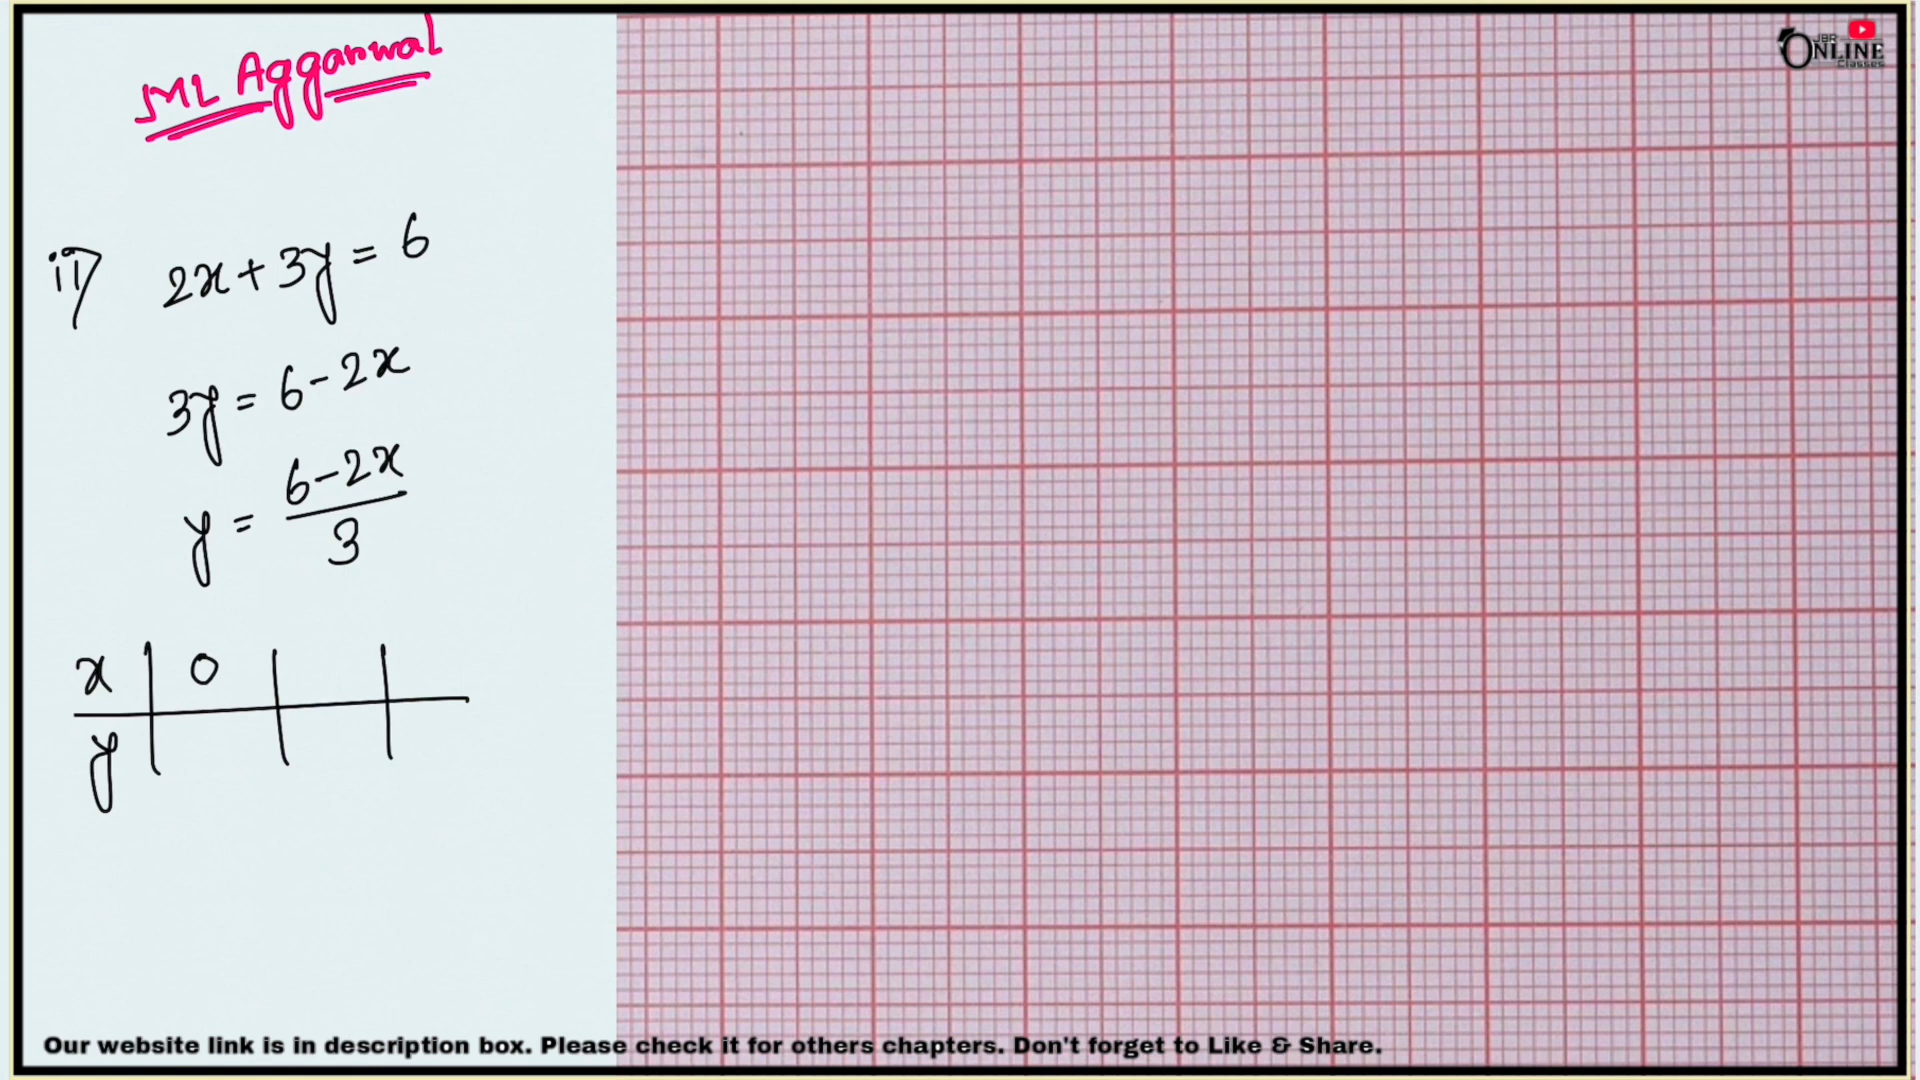 ML Aggarwal
JBR
ONLINE
Classes
ii) 2x + 3y = 6
3y = 6 - 2x
y = (6 - 2x)/3
x | 0 | |
y | | |
Our website link is in description box. Please check it for others chapters. Don't forget to Like & Share.